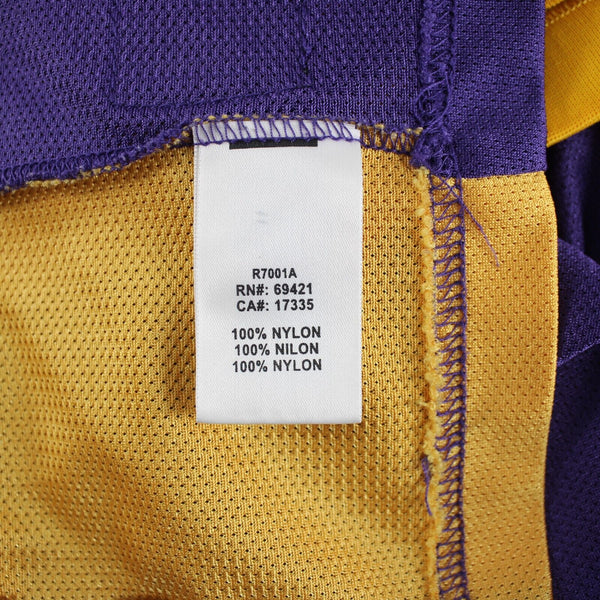 R7001A
RN#: 69421
CA#: 17335
100% NYLON
100% NILON
100% NYLON